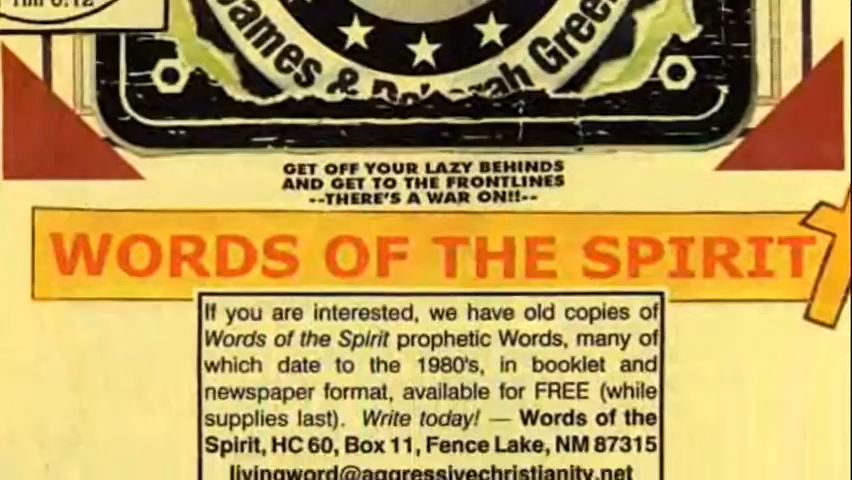 Tim 6:12
James & Deborah Green
GET OFF YOUR LAZY BEHINDS
AND GET TO THE FRONTLINES
--THERE'S A WAR ON!!--
WORDS OF THE SPIRIT
If you are interested, we have old copies of
Words of the Spirit prophetic Words, many of
which date to the 1980's, in booklet and
newspaper format, available for FREE (while
supplies last). Write today! — Words of the
Spirit, HC 60, Box 11, Fence Lake, NM 87315
livingword@aggressivechristianity.net